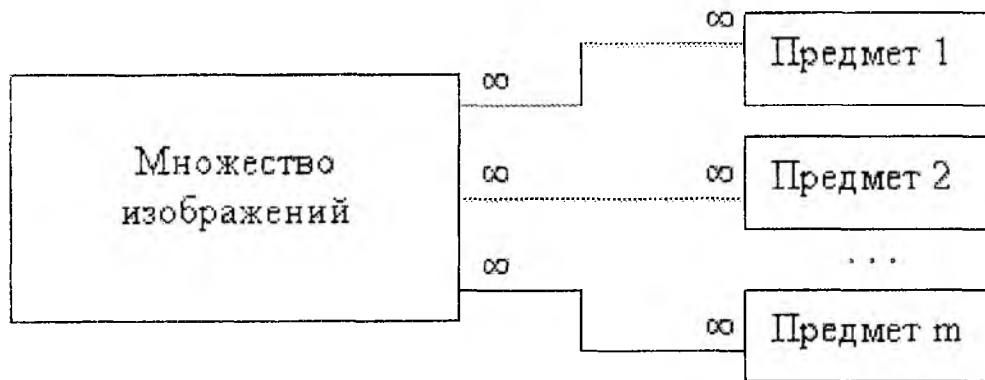 ∞ Предмет 1
∞
Множество
изображений
∞ ∞ Предмет 2
. . .
∞
∞ Предмет m